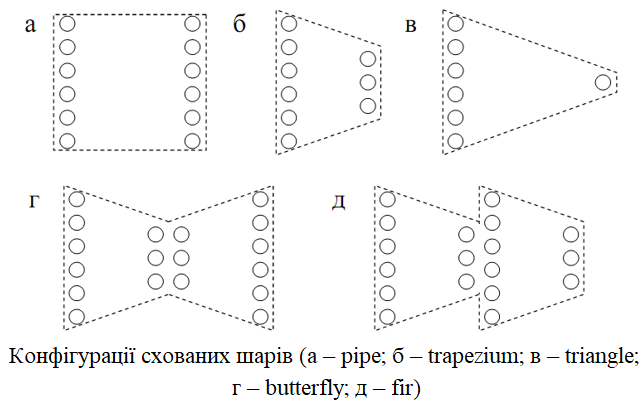 а б в
г д
Конфігурації схованих шарів (а – pipe; б – trapezium; в – triangle;
г – butterfly; д – fir)